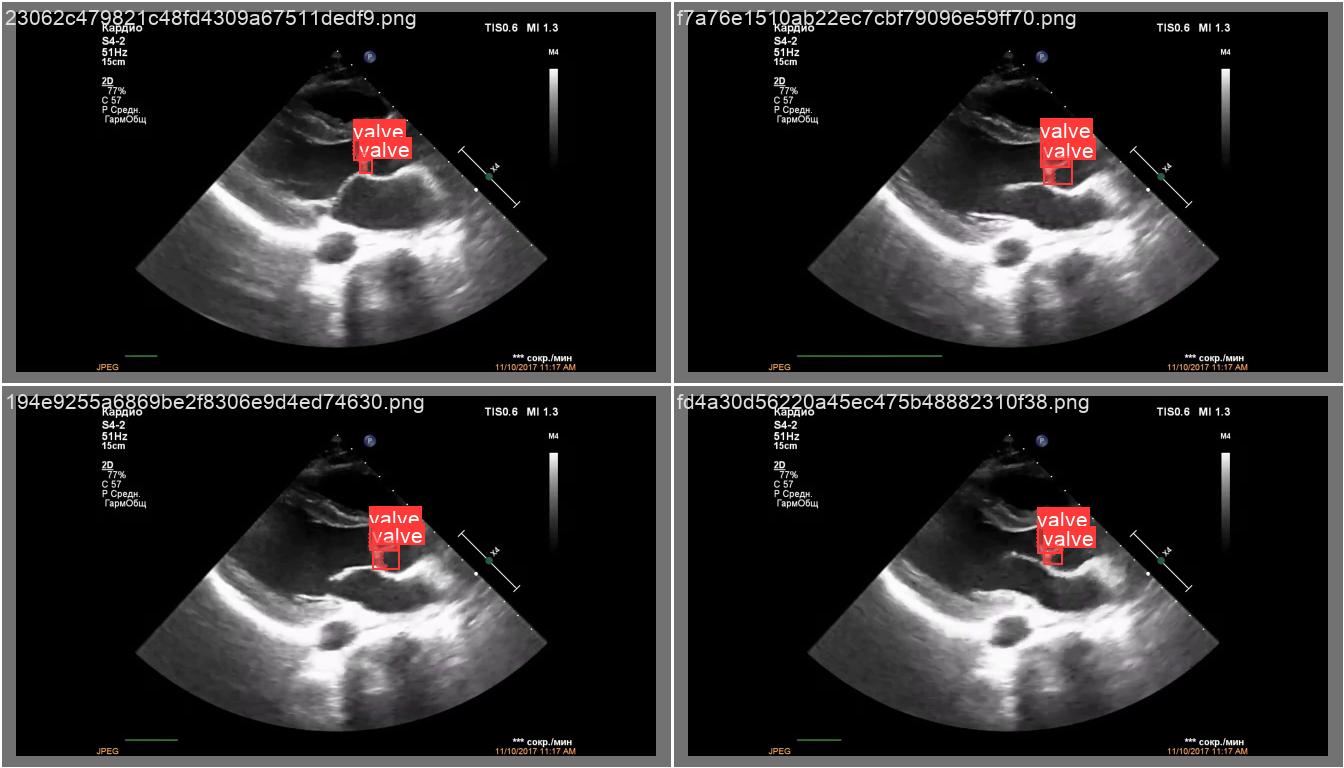 23062c479821c48fd4309a67511dedf9.png
Кардио
S4-2
51Hz
15cm
2D
77%
C 57
P Средн.
ГармОбщ
TIS0.6 MI 1.3
P
M4
x4
valve
valve
JPEG
*** сокр./мин
11/10/2017 11:17 AM
f7a76e1510ab22ec7cbf79096e59ff70.png
Кардио
S4-2
51Hz
15cm
2D
77%
C 57
P Средн.
ГармОбщ
TIS0.6 MI 1.3
P
M4
x4
valve
valve
JPEG
*** сокр./мин
11/10/2017 11:17 AM
194e9255a6869be2f8306e9d4ed74630.png
Кардио
S4-2
51Hz
15cm
2D
77%
C 57
P Средн.
ГармОбщ
TIS0.6 MI 1.3
P
M4
x4
valve
valve
JPEG
*** сокр./мин
11/10/2017 11:17 AM
fd4a30d56220a45ec475b48882310f38.png
Кардио
S4-2
51Hz
15cm
2D
77%
C 57
P Средн.
ГармОбщ
TIS0.6 MI 1.3
P
M4
x4
valve
valve
JPEG
*** сокр./мин
11/10/2017 11:17 AM